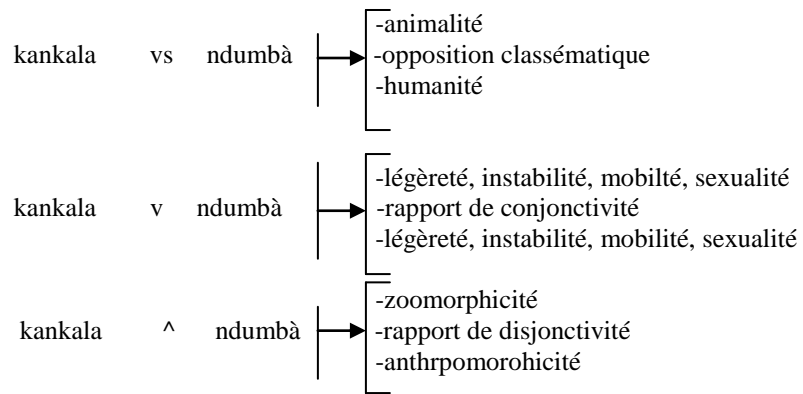 -animalité
kankala vs ndumbà -opposition classématique
-humanité
-légèreté, instabilité, mobilté, sexualité
kankala v ndumbà -rapport de conjonctivité
-légèreté, instabilité, mobilité, sexualité
-zoomorphicité
kankala ^ ndumbà -rapport de disjonctivité
-anthrpomorohicité